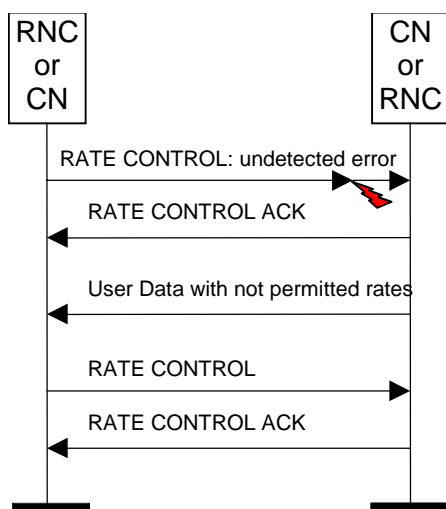 RNC
or
CN
CN
or
RNC
RATE CONTROL: undetected error
RATE CONTROL ACK
User Data with not permitted rates
RATE CONTROL
RATE CONTROL ACK